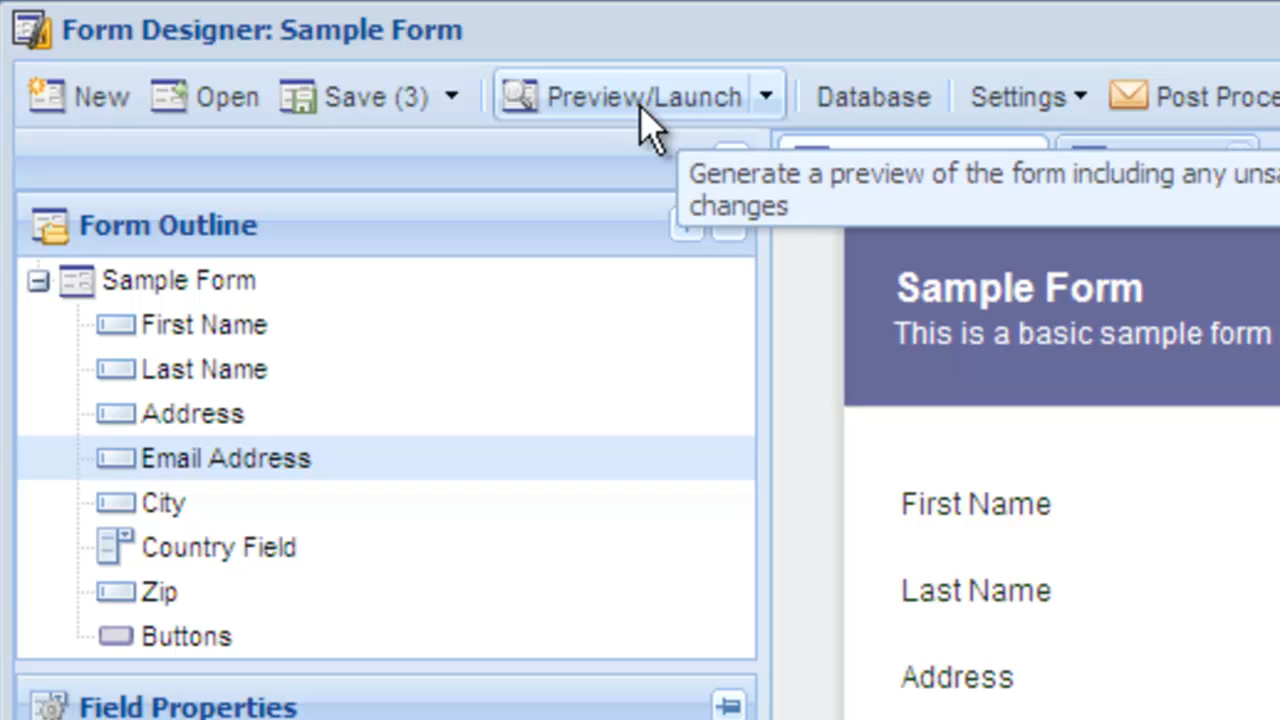 Form Designer: Sample Form
New Open Save (3) Preview/Launch Database Settings Post Proce
Generate a preview of the form including any unsa
changes
Form Outline
Sample Form
First Name
Last Name
Address
Email Address
City
Country Field
Zip
Buttons
Field Properties
Sample Form
This is a basic sample form
First Name
Last Name
Address